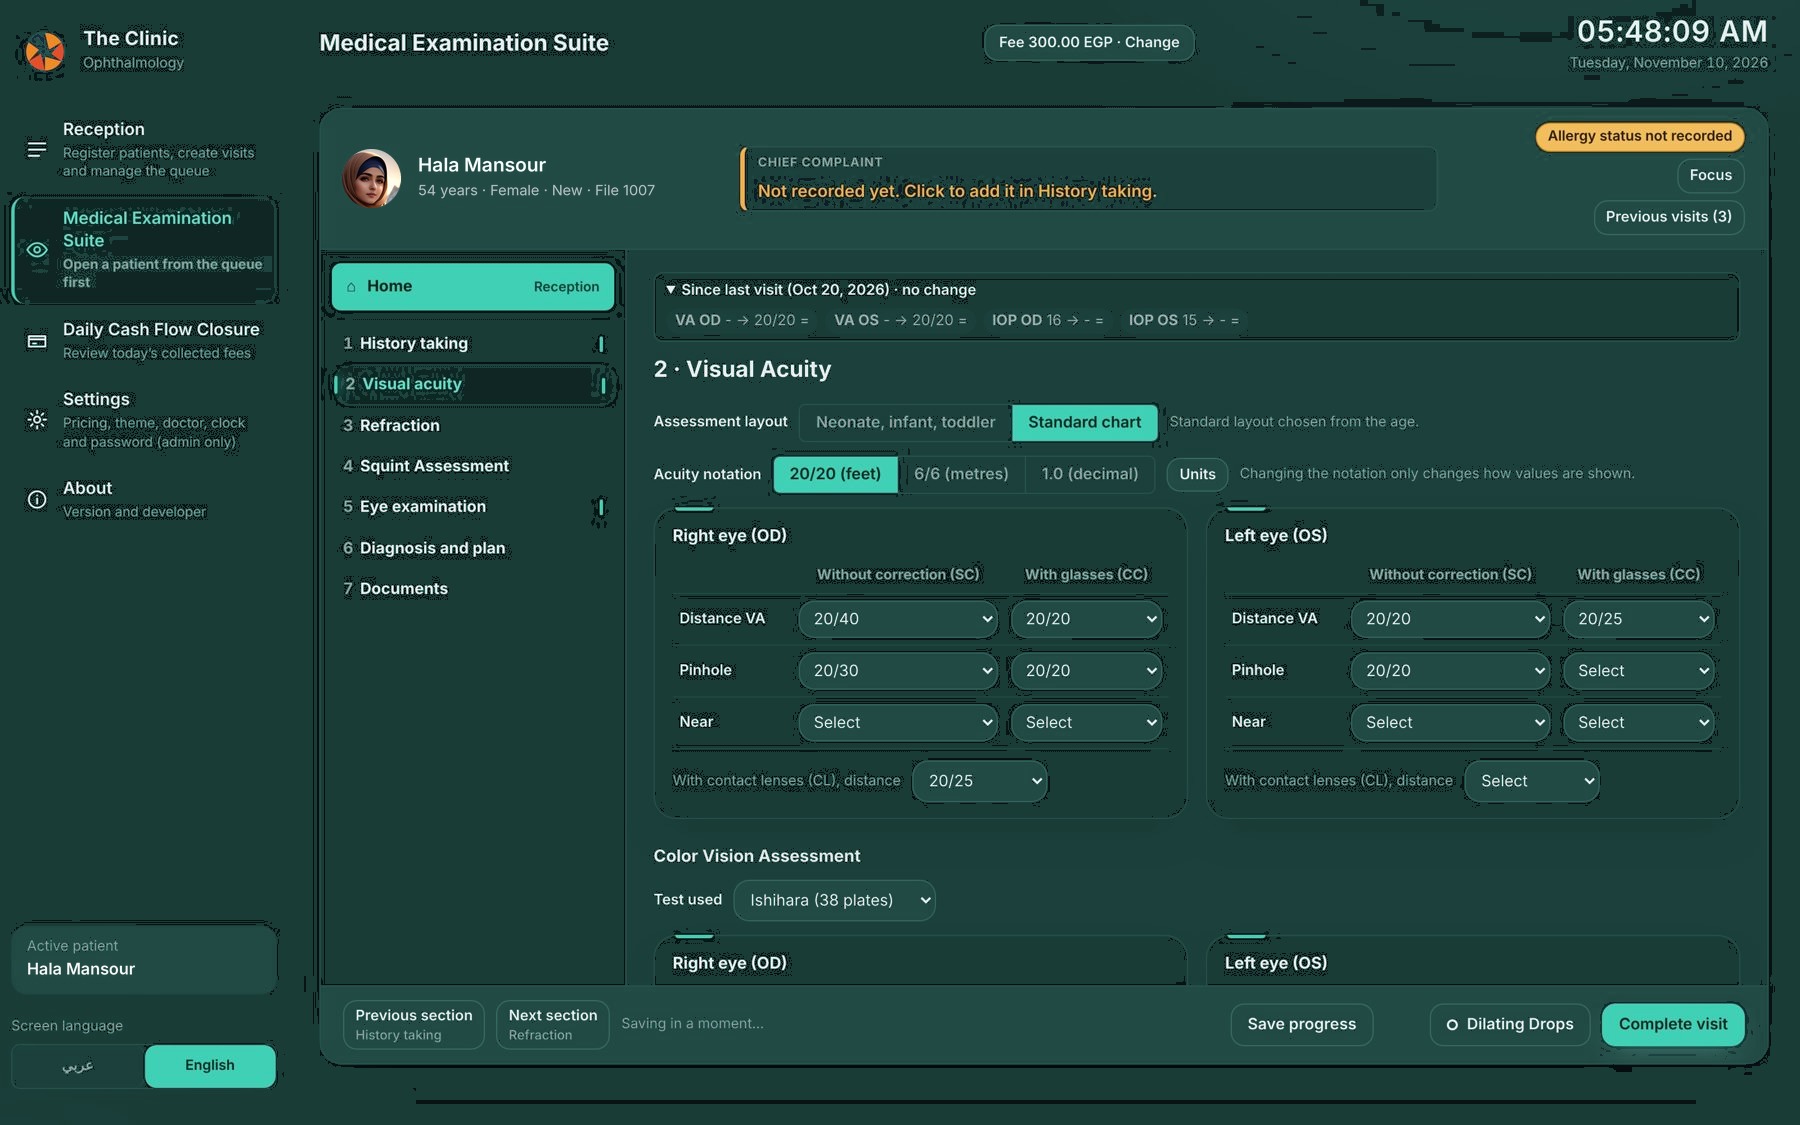 The Clinic
Ophthalmology
Medical Examination Suite
Fee 300.00 EGP · Change
05:48:09 AM
Tuesday, November 10, 2026
Reception
Register patients, create visits
and manage the queue
Medical Examination
Suite
Open a patient from the queue
first
Daily Cash Flow Closure
Review today's collected fees
Settings
Pricing, theme, doctor, clock
and password (admin only)
About
Version and developer
Active patient
Hala Mansour
Screen language
عربي
English
Hala Mansour
54 years · Female · New · File 1007
CHIEF COMPLAINT
Not recorded yet. Click to add it in History taking.
Allergy status not recorded
Focus
Previous visits (3)
Home
Reception
1 History taking
2 Visual acuity
3 Refraction
4 Squint Assessment
5 Eye examination
6 Diagnosis and plan
7 Documents
▼ Since last visit (Oct 20, 2026) · no change
VA OD - → 20/20 = VA OS - → 20/20 = IOP OD 16 → - = IOP OS 15 → - =
2 · Visual Acuity
Assessment layout Neonate, infant, toddler Standard chart Standard layout chosen from the age.
Acuity notation 20/20 (feet) 6/6 (metres) 1.0 (decimal) Units Changing the notation only changes how values are shown.
Right eye (OD)
Without correction (SC) With glasses (CC)
Distance VA 20/40 20/20
Pinhole 20/30 20/20
Near Select Select
With contact lenses (CL), distance 20/25
Left eye (OS)
Without correction (SC) With glasses (CC)
Distance VA 20/20 20/25
Pinhole 20/20 Select
Near Select Select
With contact lenses (CL), distance Select
Color Vision Assessment
Test used Ishihara (38 plates)
Right eye (OD)
Left eye (OS)
Previous section
History taking
Next section
Refraction
Saving in a moment...
Save progress
Dilating Drops
Complete visit